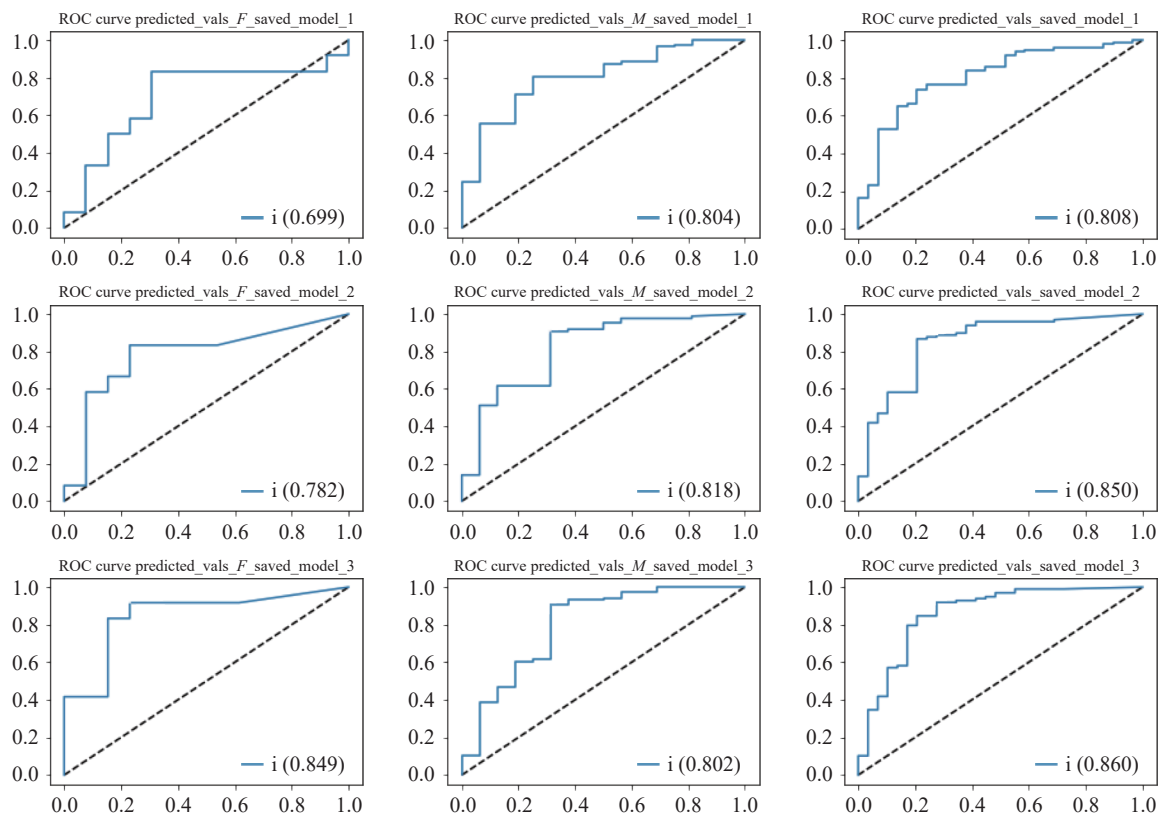 ROC curve predicted_vals_F_saved_model_1
1.0
0.8
0.6
0.4
0.2
0.0
i (0.699)
0.0 0.2 0.4 0.6 0.8 1.0
ROC curve predicted_vals_M_saved_model_1
1.0
0.8
0.6
0.4
0.2
0.0
i (0.804)
0.0 0.2 0.4 0.6 0.8 1.0
ROC curve predicted_vals_saved_model_1
1.0
0.8
0.6
0.4
0.2
0.0
i (0.808)
0.0 0.2 0.4 0.6 0.8 1.0
ROC curve predicted_vals_F_saved_model_2
1.0
0.8
0.6
0.4
0.2
0.0
i (0.782)
0.0 0.2 0.4 0.6 0.8 1.0
ROC curve predicted_vals_M_saved_model_2
1.0
0.8
0.6
0.4
0.2
0.0
i (0.818)
0.0 0.2 0.4 0.6 0.8 1.0
ROC curve predicted_vals_saved_model_2
1.0
0.8
0.6
0.4
0.2
0.0
i (0.850)
0.0 0.2 0.4 0.6 0.8 1.0
ROC curve predicted_vals_F_saved_model_3
1.0
0.8
0.6
0.4
0.2
0.0
i (0.849)
0.0 0.2 0.4 0.6 0.8 1.0
ROC curve predicted_vals_M_saved_model_3
1.0
0.8
0.6
0.4
0.2
0.0
i (0.802)
0.0 0.2 0.4 0.6 0.8 1.0
ROC curve predicted_vals_saved_model_3
1.0
0.8
0.6
0.4
0.2
0.0
i (0.860)
0.0 0.2 0.4 0.6 0.8 1.0